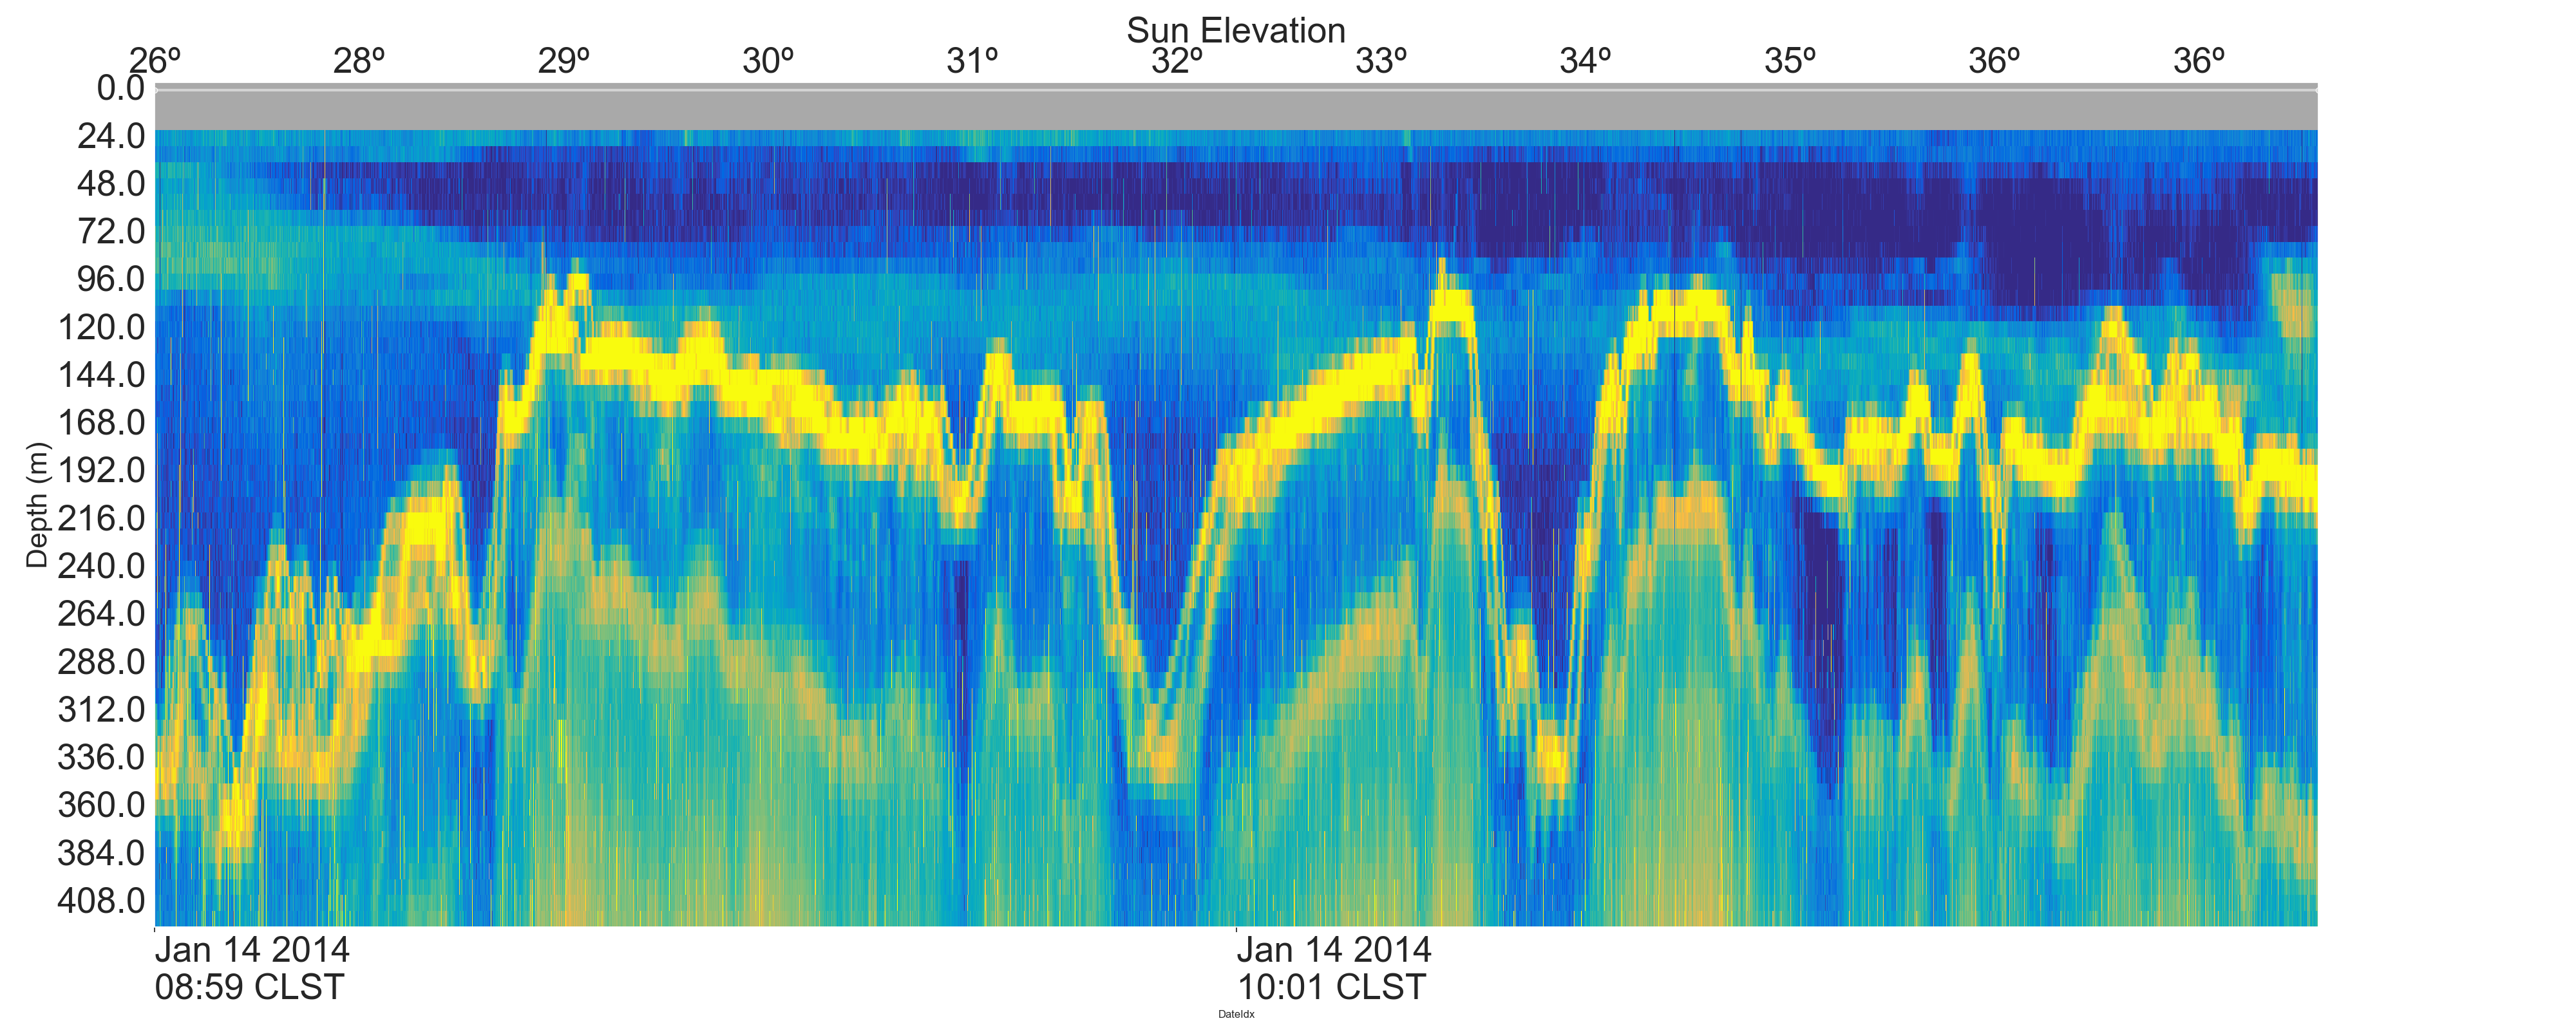 Sun Elevation
26º 28º 29º 30º 31º 32º 33º 34º 35º 36º 36º
0.0
24.0
48.0
72.0
96.0
120.0
144.0
168.0
192.0
216.0
240.0
264.0
288.0
312.0
336.0
360.0
384.0
408.0
Depth (m)
Jan 14 2014
08:59 CLST
Jan 14 2014
10:01 CLST
DateIdx